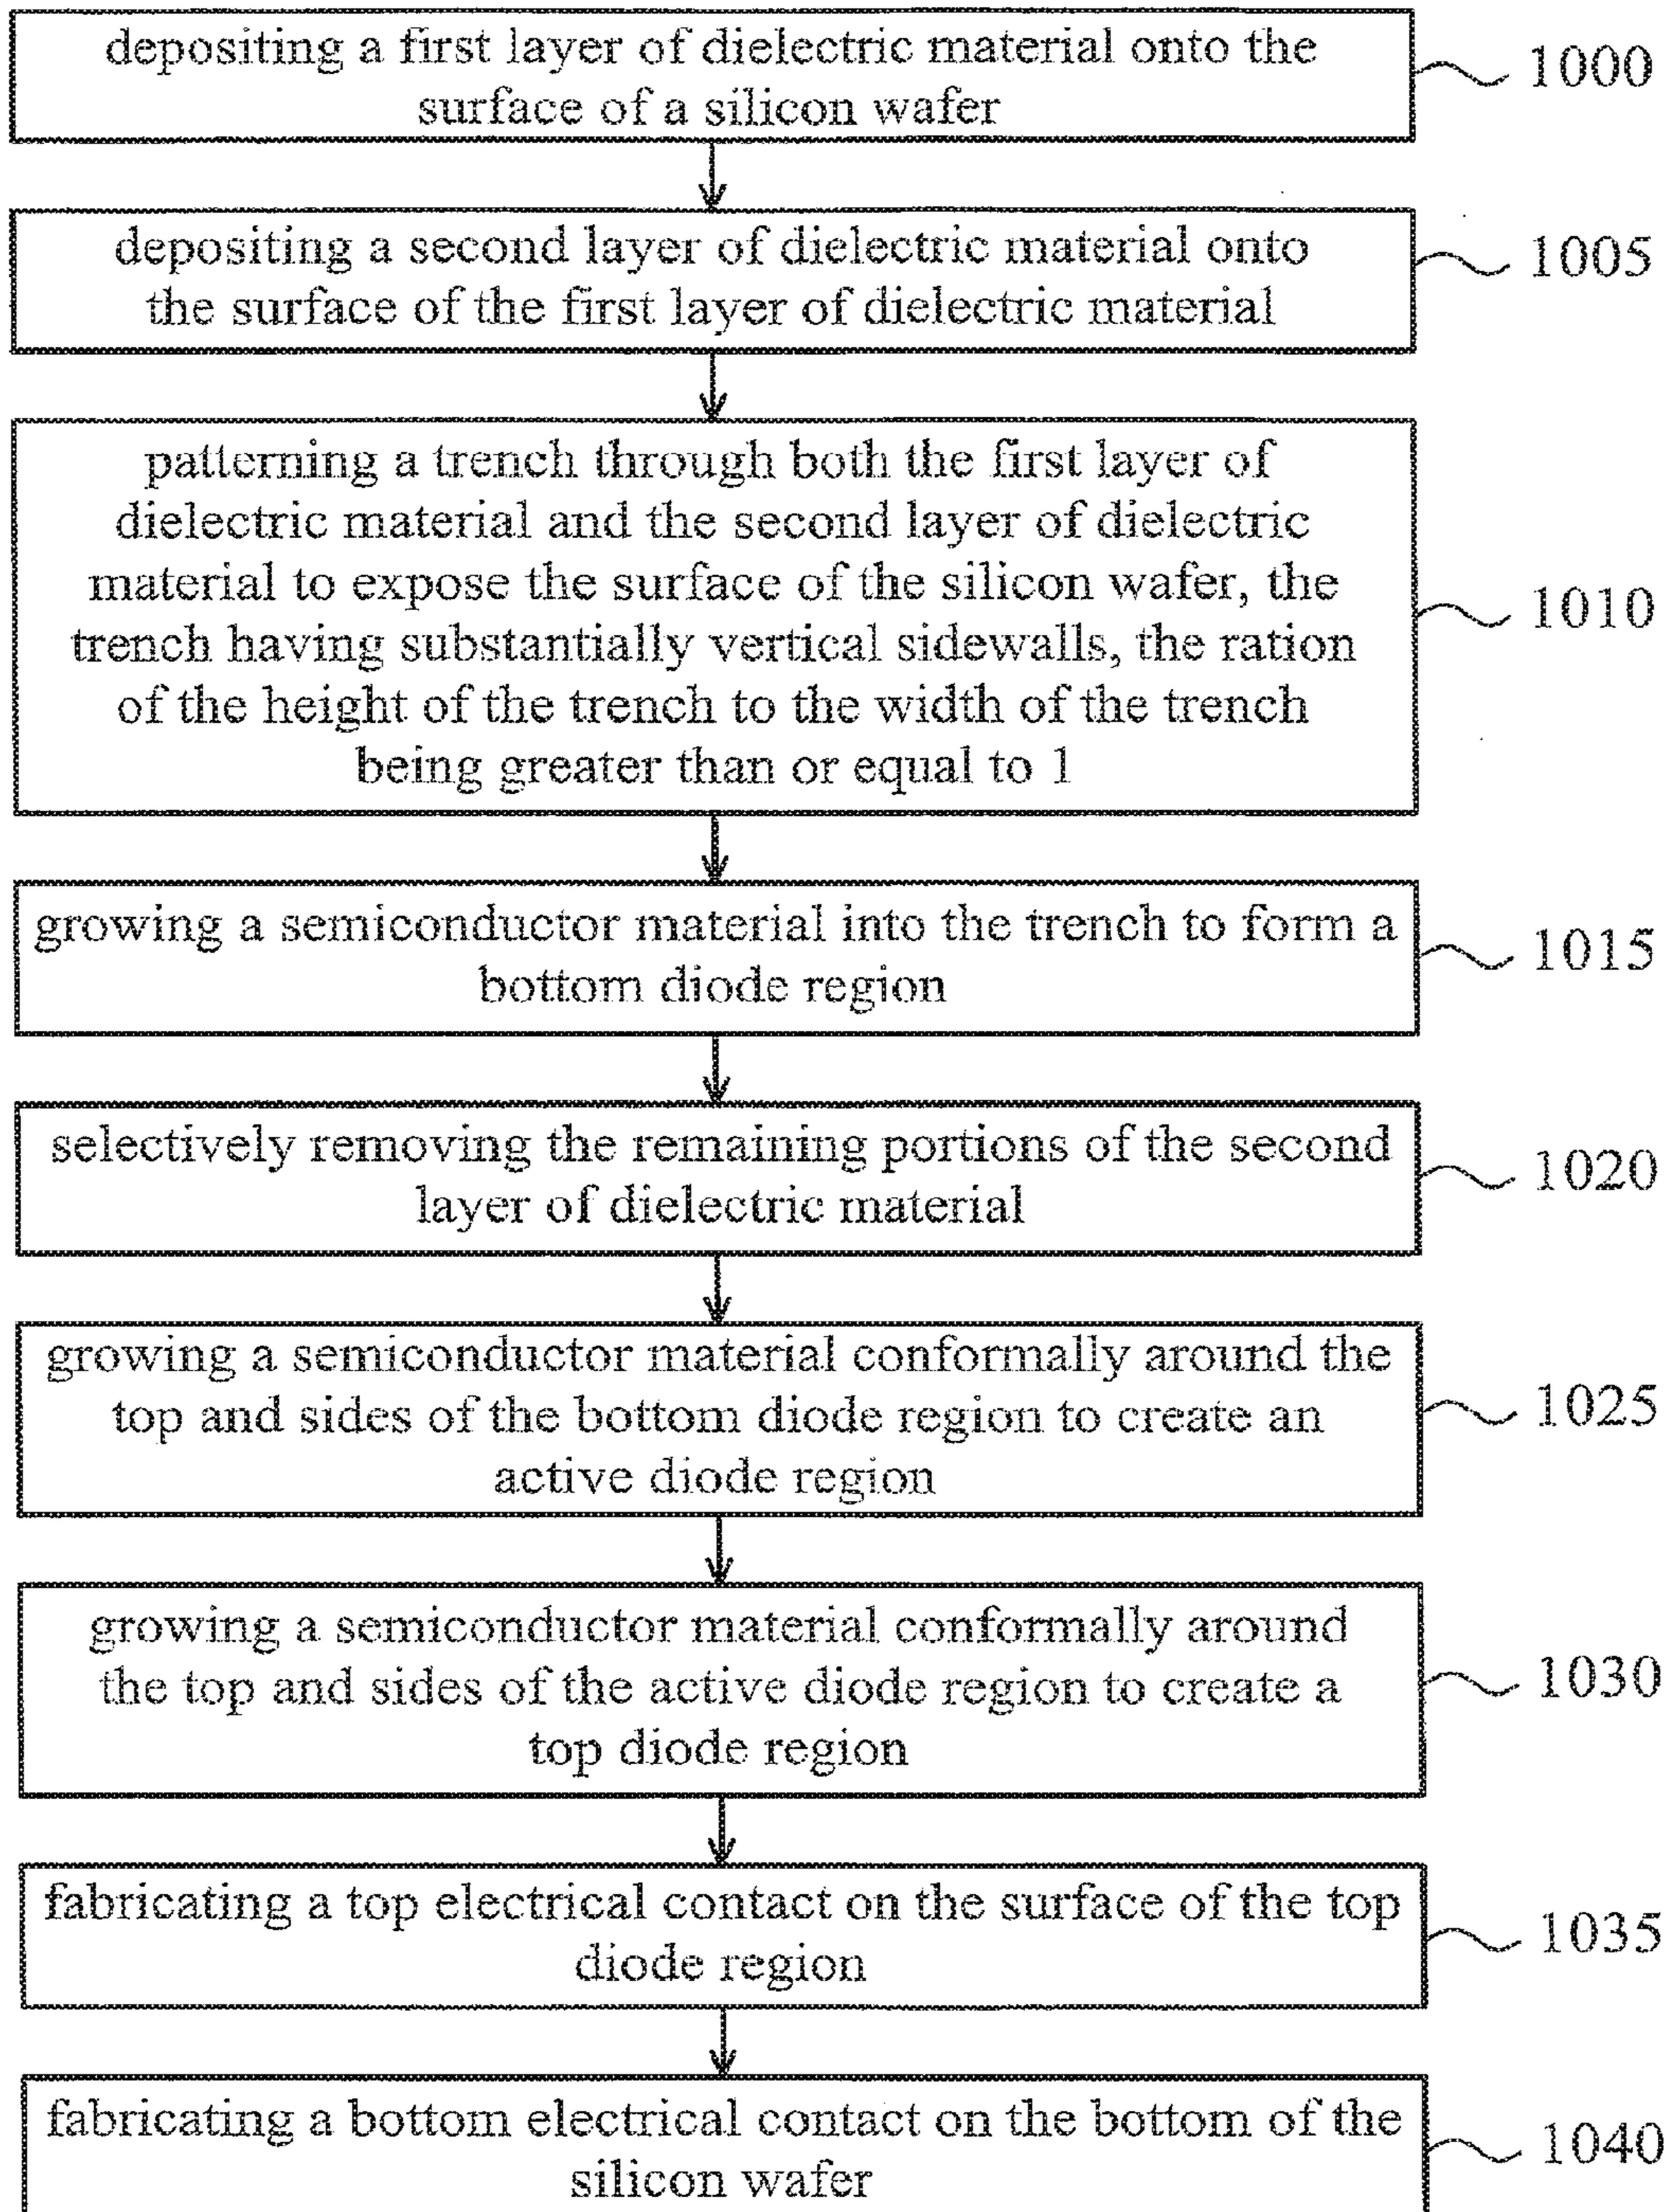 depositing a first layer of dielectric material onto the
surface of a silicon wafer
1000
depositing a second layer of dielectric material onto
the surface of the first layer of dielectric material
1005
patterning a trench through both the first layer of
dielectric material and the second layer of dielectric
material to expose the surface of the silicon wafer, the
trench having substantially vertical sidewalls, the ration
of the height of the trench to the width of the trench
being greater than or equal to 1
1010
growing a semiconductor material into the trench to form a
bottom diode region
1015
selectively removing the remaining portions of the second
layer of dielectric material
1020
growing a semiconductor material conformally around the
top and sides of the bottom diode region to create an
active diode region
1025
growing a semiconductor material conformally around
the top and sides of the active diode region to create a
top diode region
1030
fabricating a top electrical contact on the surface of the top
diode region
1035
fabricating a bottom electrical contact on the bottom of the
silicon wafer
1040